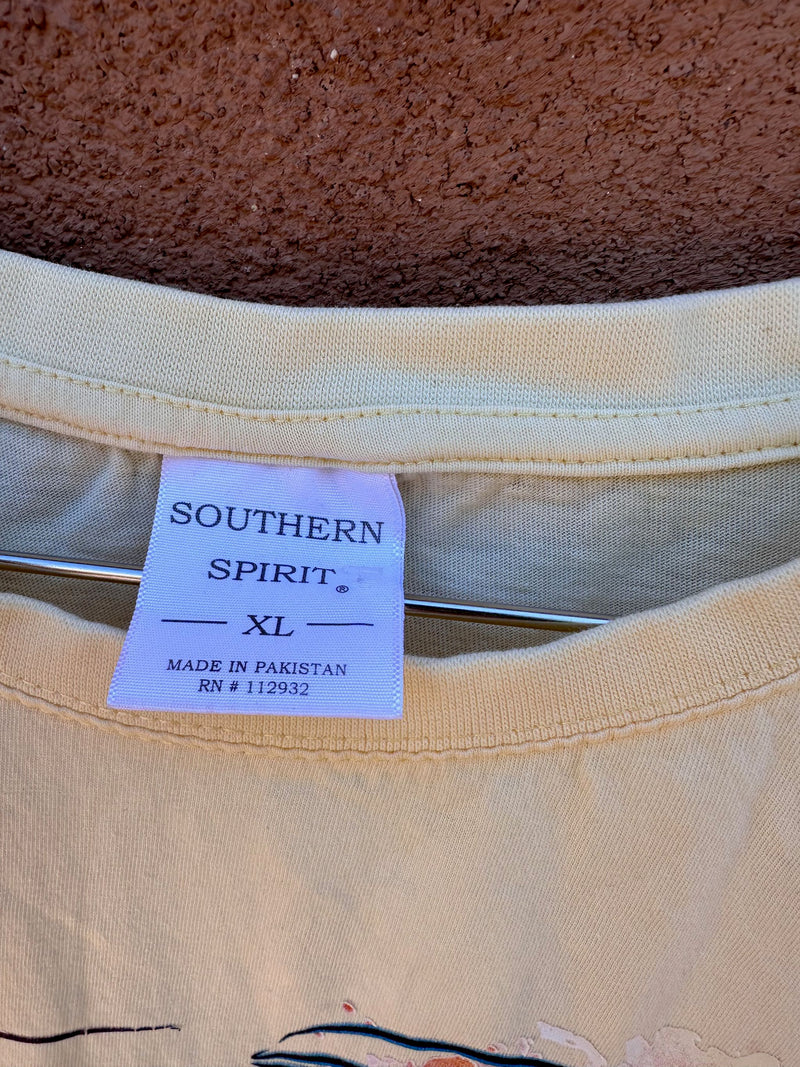 SOUTHERN
SPIRIT®
XL
MADE IN PAKISTAN
RN # 112932